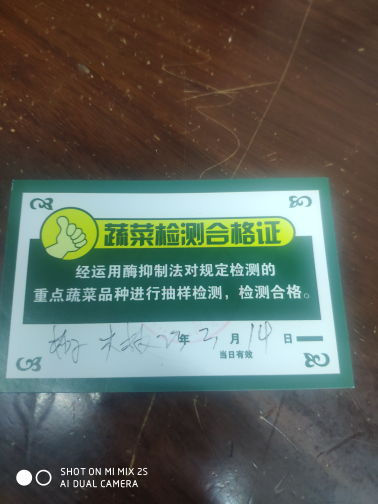 蔬菜检测合格证
经运用酶抑制法对规定检测的
重点蔬菜品种进行抽样检测，检测合格。
年 3 月 14 日
当日有效
SHOT ON MI MIX 2S
AI DUAL CAMERA